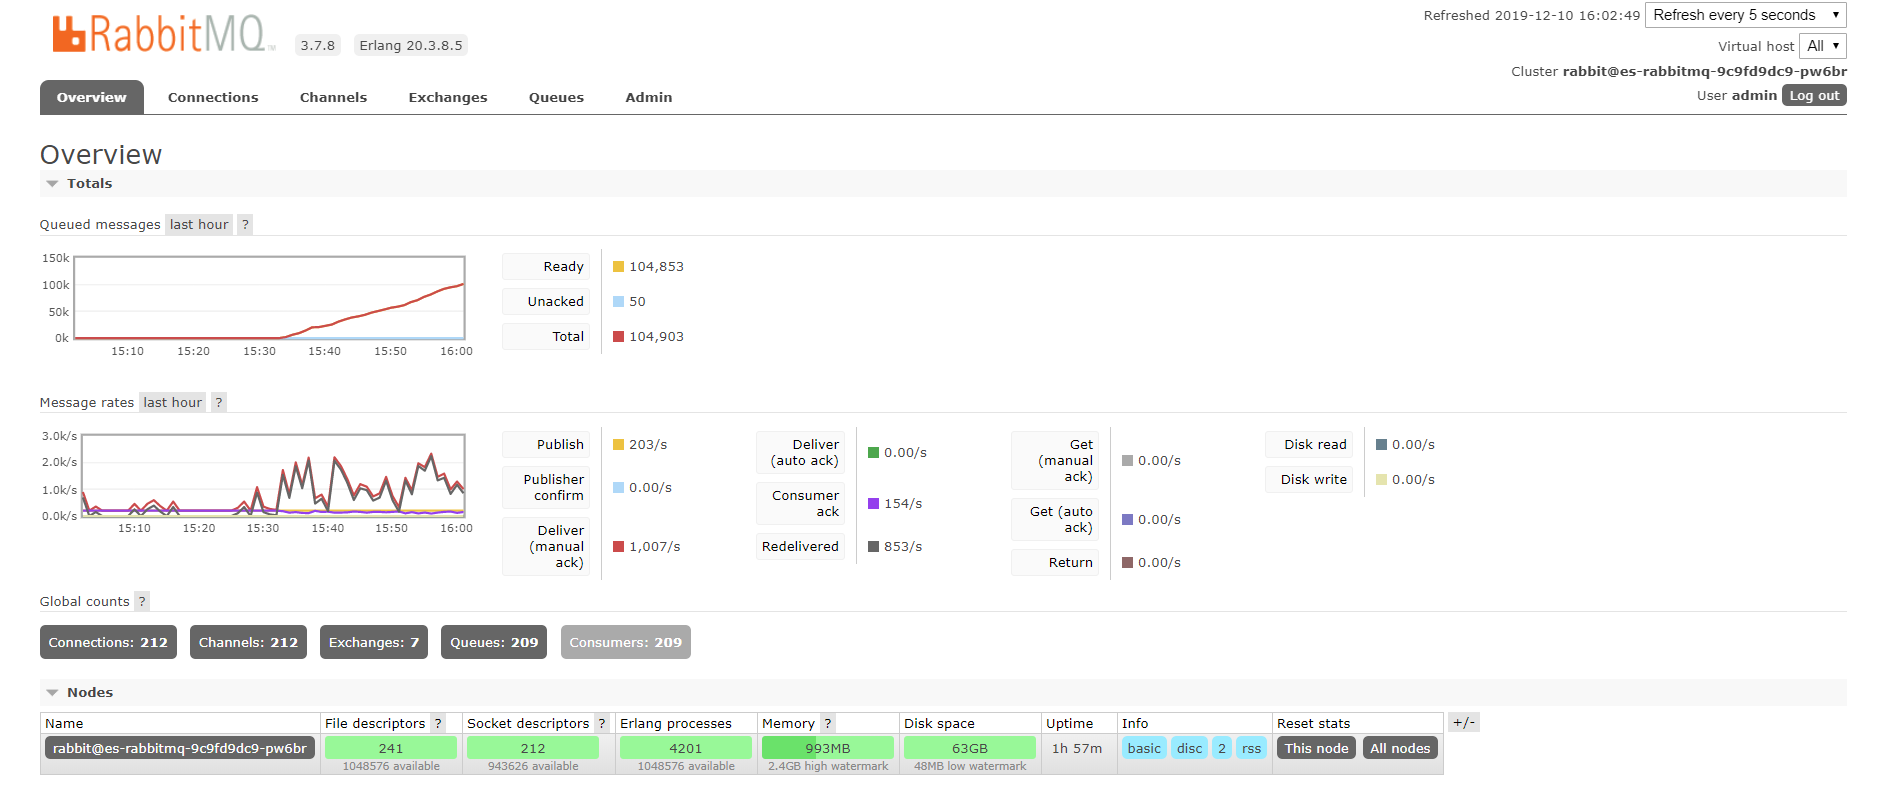 RabbitMQ™ 3.7.8 Erlang 20.3.8.5
Refreshed 2019-12-10 16:02:49 Refresh every 5 seconds
Virtual host All
Cluster rabbit@es-rabbitmq-9c9fd9dc9-pw6br
User admin Log out
Overview Connections Channels Exchanges Queues Admin
Overview
Totals
Queued messages last hour ?
150k
100k
50k
0k
15:10 15:20 15:30 15:40 15:50 16:00
Ready 104,853
Unacked 50
Total 104,903
Message rates last hour ?
3.0k/s
2.0k/s
1.0k/s
0.0k/s
15:10 15:20 15:30 15:40 15:50 16:00
Publish 203/s
Publisher
confirm 0.00/s
Deliver
(manual
ack) 1,007/s
Deliver
(auto ack) 0.00/s
Consumer
ack 154/s
Redelivered 853/s
Get
(manual
ack) 0.00/s
Get (auto
ack) 0.00/s
Return 0.00/s
Disk read 0.00/s
Disk write 0.00/s
Global counts ?
Connections: 212 Channels: 212 Exchanges: 7 Queues: 209 Consumers: 209
Nodes
Name File descriptors ? Socket descriptors ? Erlang processes Memory ? Disk space Uptime Info Reset stats +/-
rabbit@es-rabbitmq-9c9fd9dc9-pw6br 241 212 4201 993MB 63GB 1h 57m basic disc 2 rss This node All nodes
1048576 available 943626 available 1048576 available 2.4GB high watermark 48MB low watermark